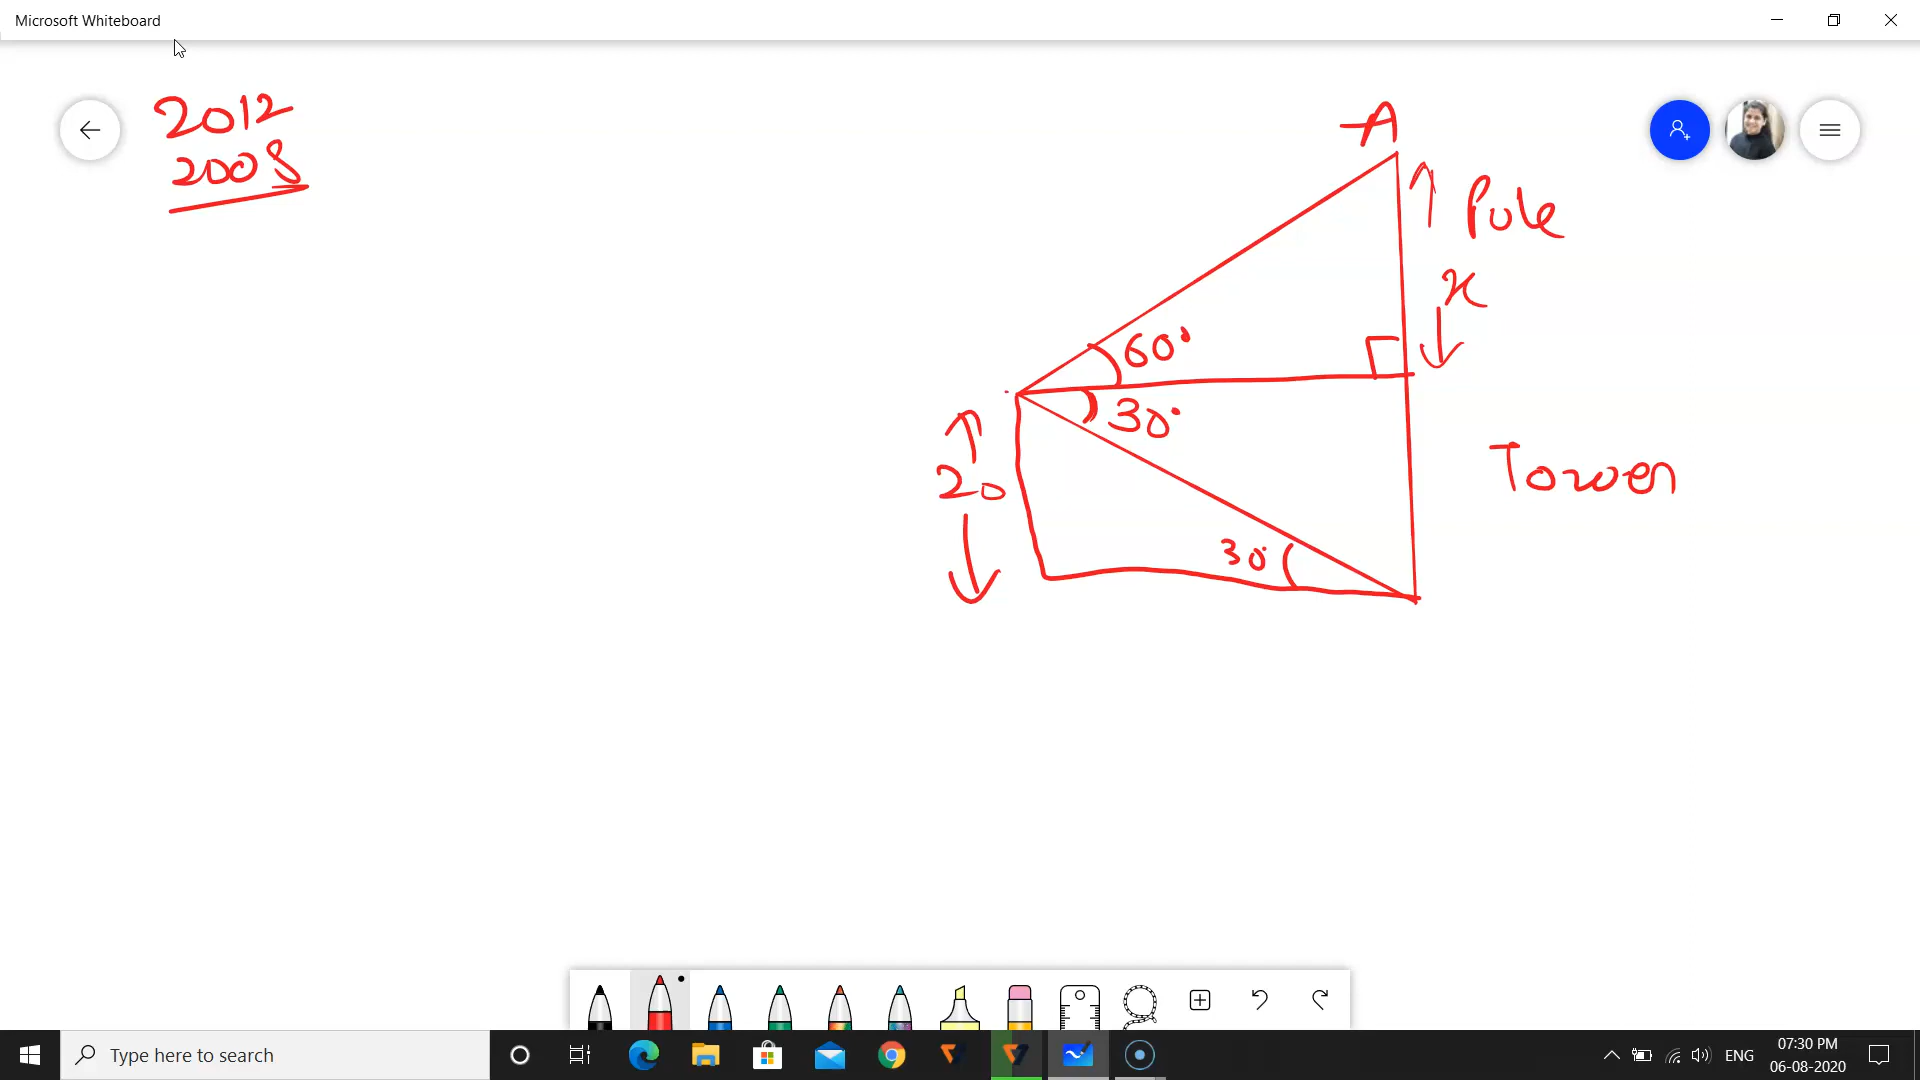 Microsoft Whiteboard
2012
2008
A
Pole
x
60°
30°
20
Tower
30°
Type here to search
ENG
07:30 PM
06-08-2020